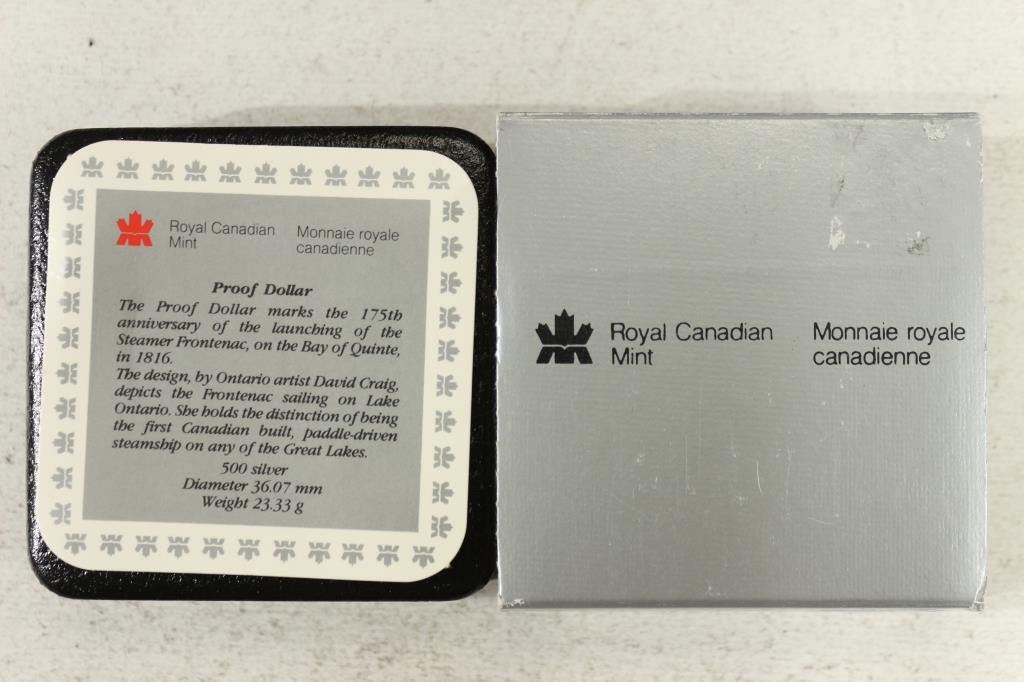 Royal Canadian
Mint
Monnaie royale
canadienne
Proof Dollar
The Proof Dollar marks the 175th
anniversary of the launching of the
Steamer Frontenac, on the Bay of Quinte,
in 1816.
The design, by Ontario artist David Craig,
depicts the Frontenac sailing on Lake
Ontario. She holds the distinction of being
the first Canadian built, paddle-driven
steamship on any of the Great Lakes.
500 silver
Diameter 36.07 mm
Weight 23.33 g
Royal Canadian
Mint
Monnaie royale
canadienne